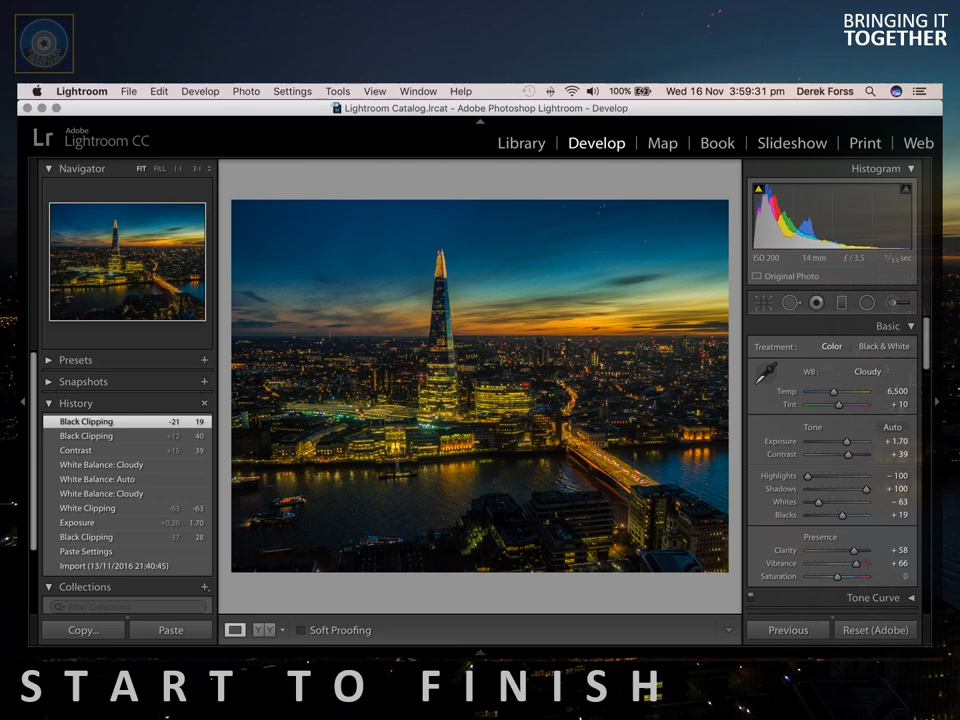 BRINGING IT
TOGETHER
Lightroom File Edit Develop Photo Settings Tools View Window Help 100% Wed 16 Nov 3:59:31 pm Derek Forss
Lightroom Catalog.lrcat - Adobe Photoshop Lightroom - Develop
Lr Adobe
Lightroom CC
Library | Develop | Map | Book | Slideshow | Print | Web
Navigator FIT FILL 1:1 3:1
Presets
Snapshots
History
Black Clipping -21 19
Black Clipping +12 40
Contrast +15 39
White Balance: Cloudy
White Balance: Auto
White Balance: Cloudy
White Clipping -63 -63
Exposure +0.20 1.70
Black Clipping -37 28
Paste Settings
Import (13/11/2016 21:40:45)
Collections
Filter Collections
Copy... Paste
Soft Proofing
Histogram
ISO 200 14 mm ƒ / 3.5 1/13 sec
Original Photo
Basic
Treatment : Color Black & White
WB : Cloudy
Temp 6,500
Tint + 10
Tone Auto
Exposure + 1.70
Contrast + 39
Highlights − 100
Shadows + 100
Whites − 63
Blacks + 19
Presence
Clarity + 58
Vibrance + 66
Saturation 0
Tone Curve
Previous Reset (Adobe)
START TO FINISH